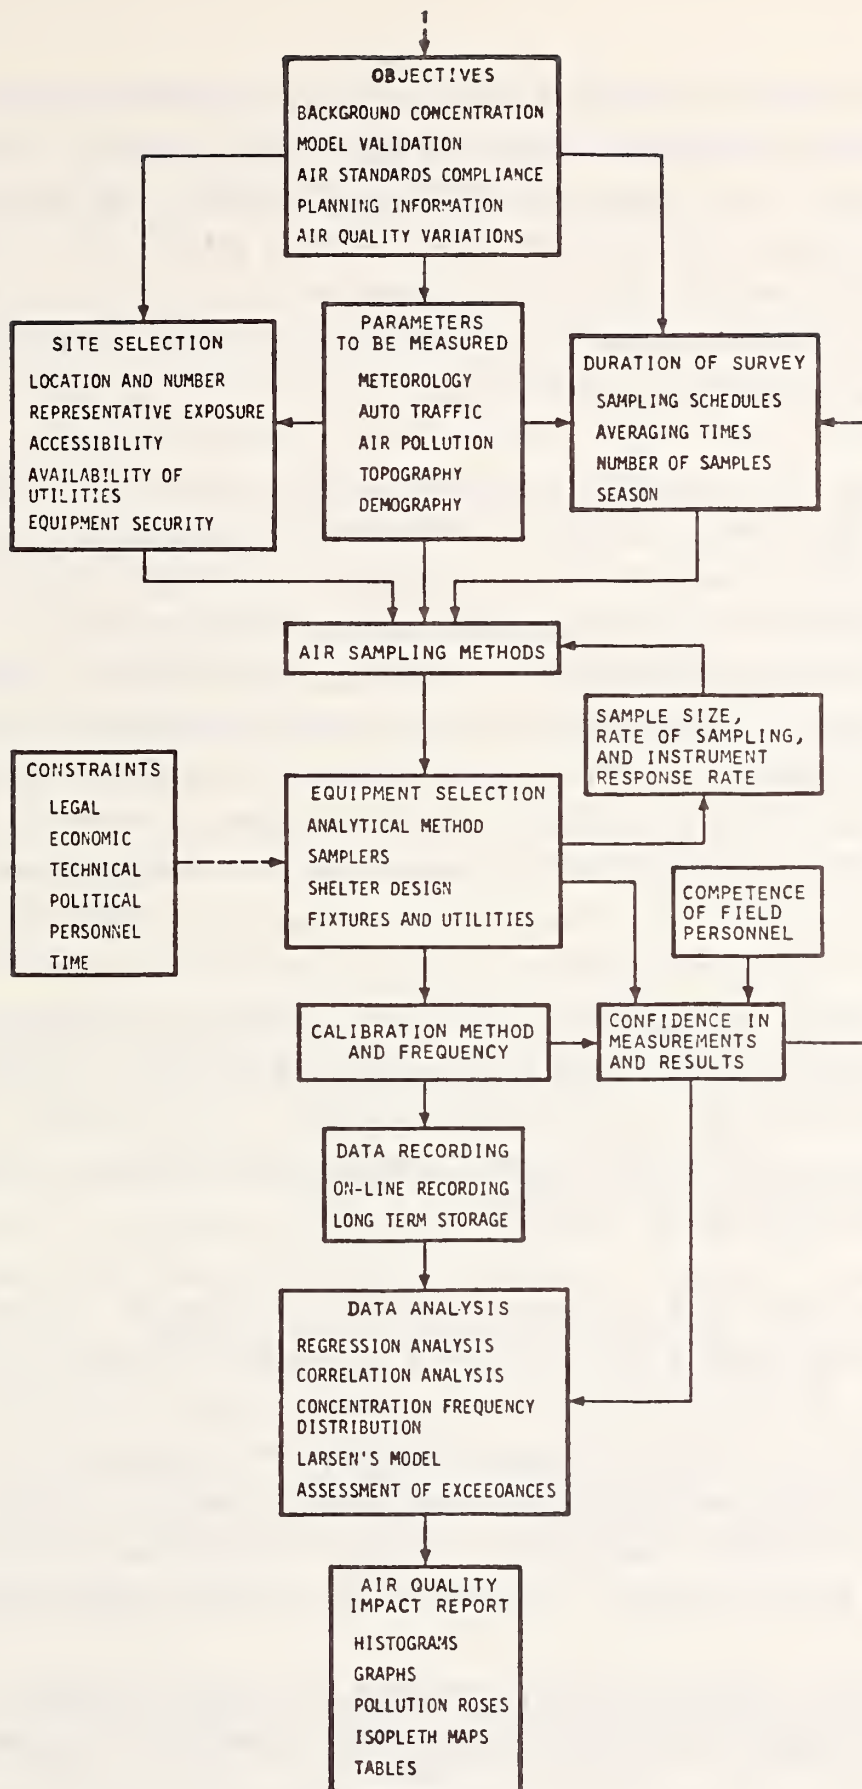 OBJECTIVES
BACKGROUND CONCENTRATION
MODEL VALIDATION
AIR STANDARDS COMPLIANCE
PLANNING INFORMATION
AIR QUALITY VARIATIONS
SITE SELECTION
LOCATION AND NUMBER
REPRESENTATIVE EXPOSURE
ACCESSIBILITY
AVAILABILITY OF
UTILITIES
EQUIPMENT SECURITY
PARAMETERS
TO BE MEASURED
METEOROLOGY
AUTO TRAFFIC
AIR POLLUTION
TOPOGRAPHY
DEMOGRAPHY
DURATION OF SURVEY
SAMPLING SCHEDULES
AVERAGING TIMES
NUMBER OF SAMPLES
SEASON
AIR SAMPLING METHODS
SAMPLE SIZE,
RATE OF SAMPLING,
AND INSTRUMENT
RESPONSE RATE
CONSTRAINTS
LEGAL
ECONOMIC
TECHNICAL
POLITICAL
PERSONNEL
TIME
EQUIPMENT SELECTION
ANALYTICAL METHOD
SAMPLERS
SHELTER DESIGN
FIXTURES AND UTILITIES
COMPETENCE
OF FIELD
PERSONNEL
CALIBRATION METHOD
AND FREQUENCY
CONFIDENCE IN
MEASUREMENTS
AND RESULTS
DATA RECORDING
ON-LINE RECORDING
LONG TERM STORAGE
DATA ANALYSIS
REGRESSION ANALYSIS
CORRELATION ANALYSIS
CONCENTRATION FREQUENCY
DISTRIBUTION
LARSEN'S MODEL
ASSESSMENT OF EXCEEDANCES
AIR QUALITY
IMPACT REPORT
HISTOGRAMS
GRAPHS
POLLUTION ROSES
ISOPLETH MAPS
TABLES